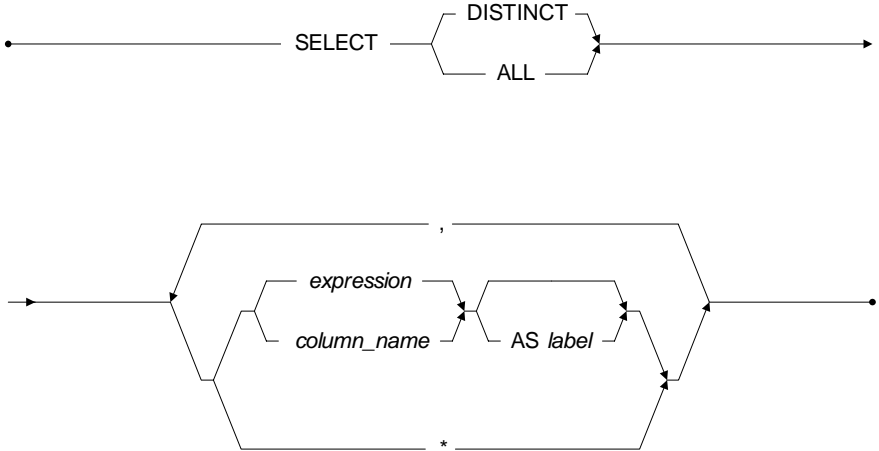 DISTINCT
SELECT
ALL
,
expression
column_name
AS label
*